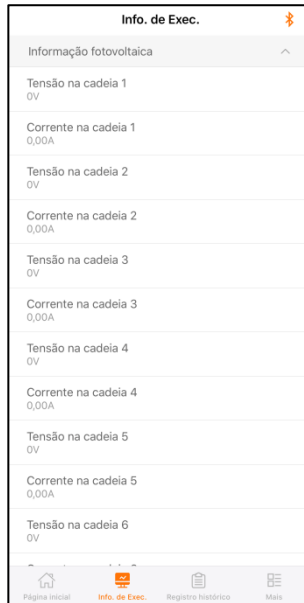 Info. de Exec.
Informação fotovoltaica
Tensão na cadeia 1
0V
Corrente na cadeia 1
0,00A
Tensão na cadeia 2
0V
Corrente na cadeia 2
0,00A
Tensão na cadeia 3
0V
Corrente na cadeia 3
0,00A
Tensão na cadeia 4
0V
Corrente na cadeia 4
0,00A
Tensão na cadeia 5
0V
Corrente na cadeia 5
0,00A
Tensão na cadeia 6
0V
Página inicial
Info. de Exec.
Registro histórico
Mais